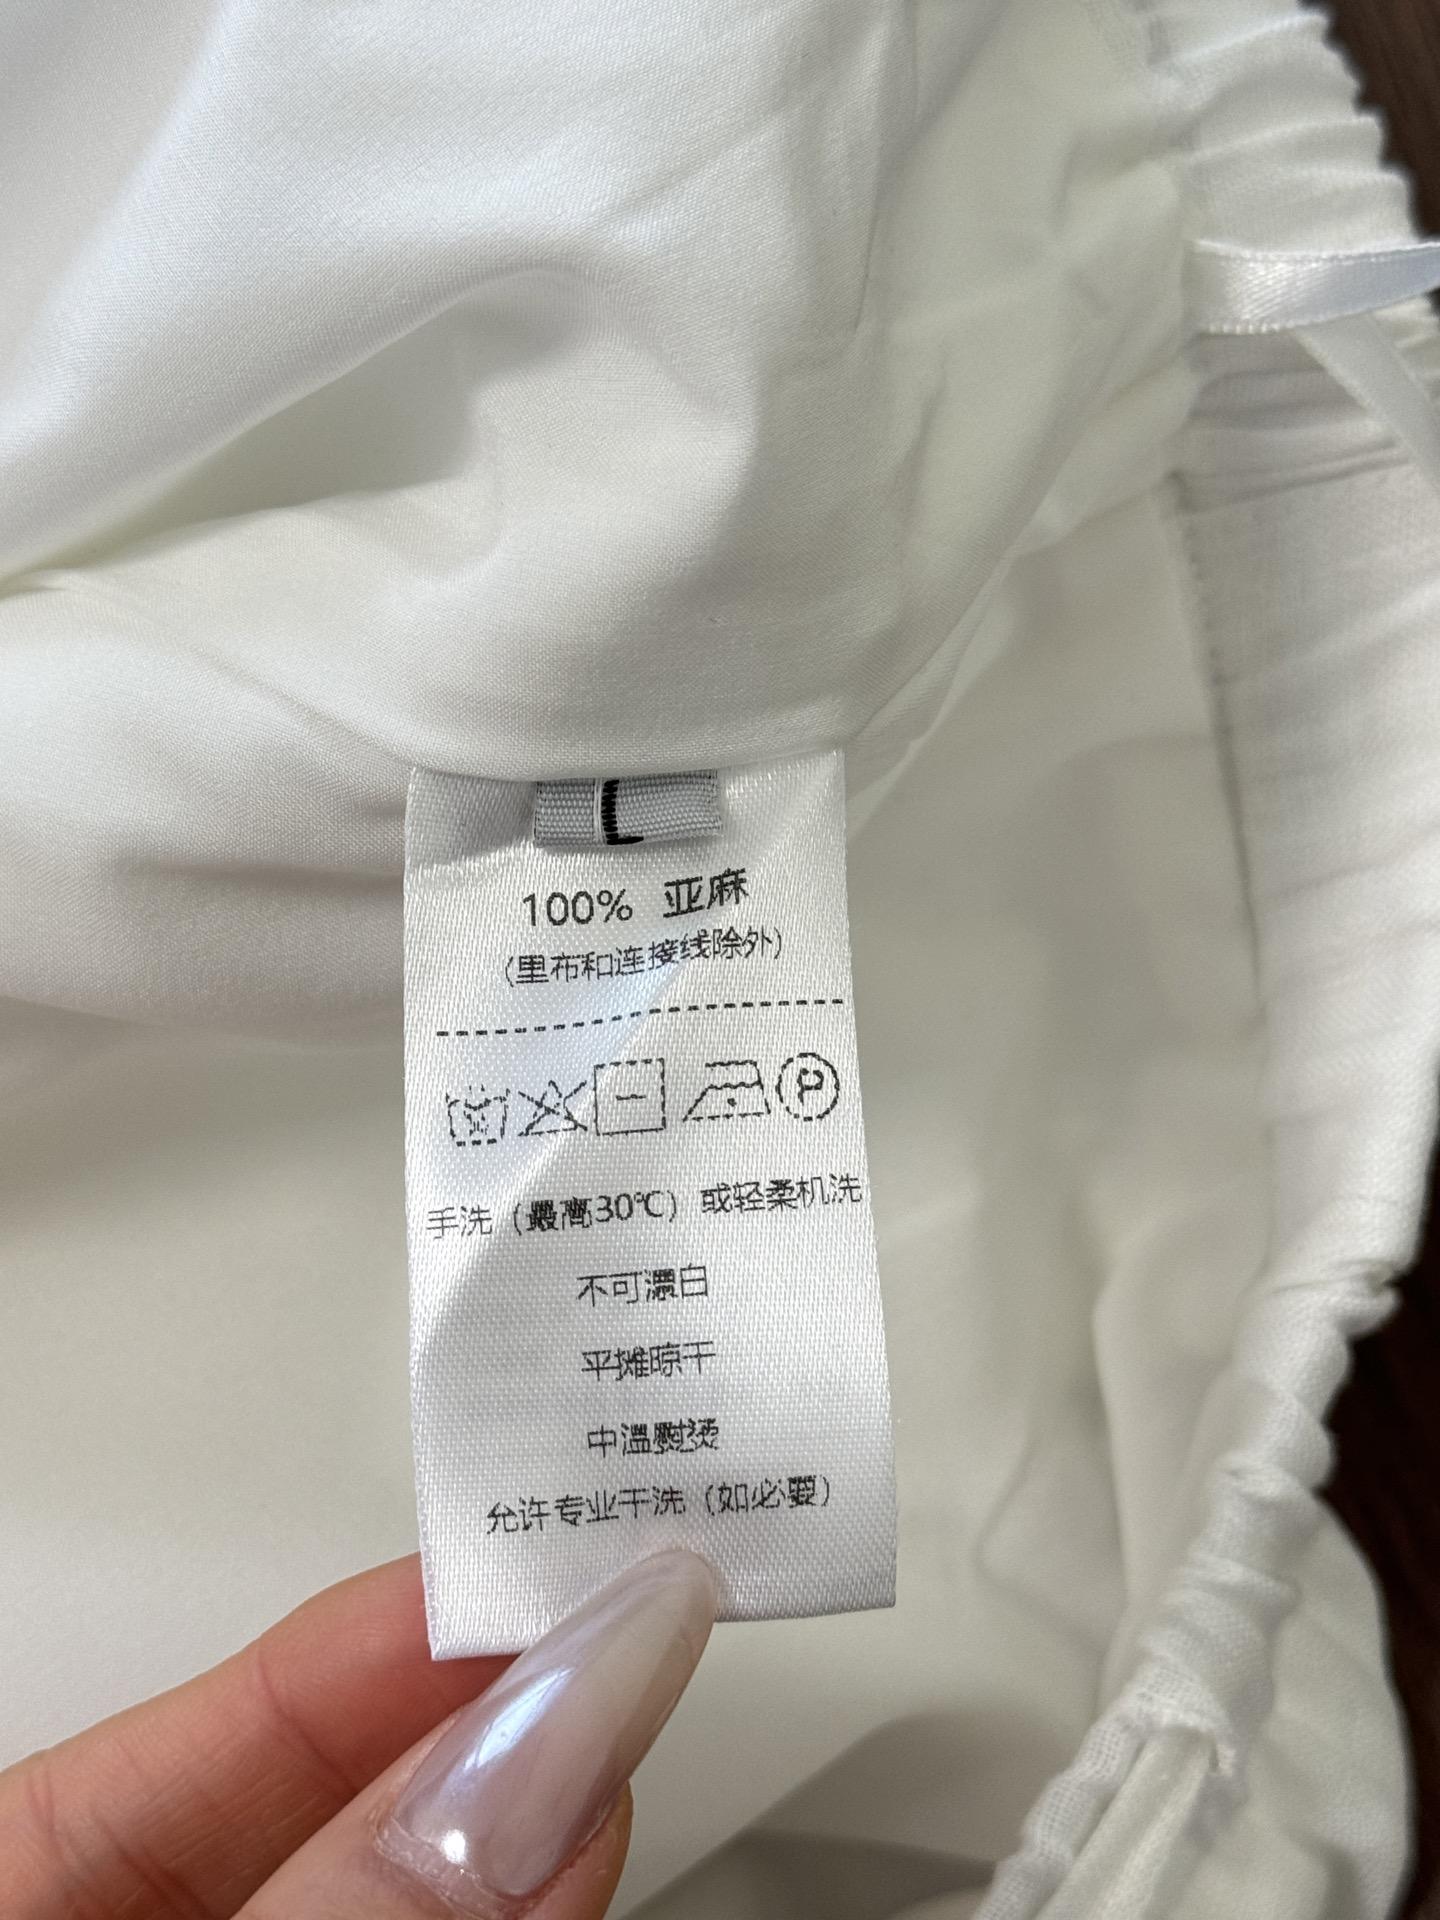 L
100% 亚麻
(里布和连接线除外)
P
手洗（最高30℃）或轻柔机洗
不可漂白
平摊晾干
中温熨烫
允许专业干洗（如必要）